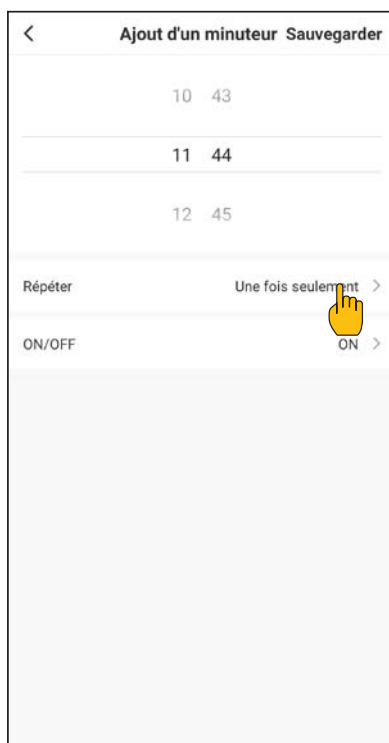 Ajout d'un minuteur Sauvegarder
10 43
11 44
12 45
Répéter Une fois seulement
ON/OFF ON